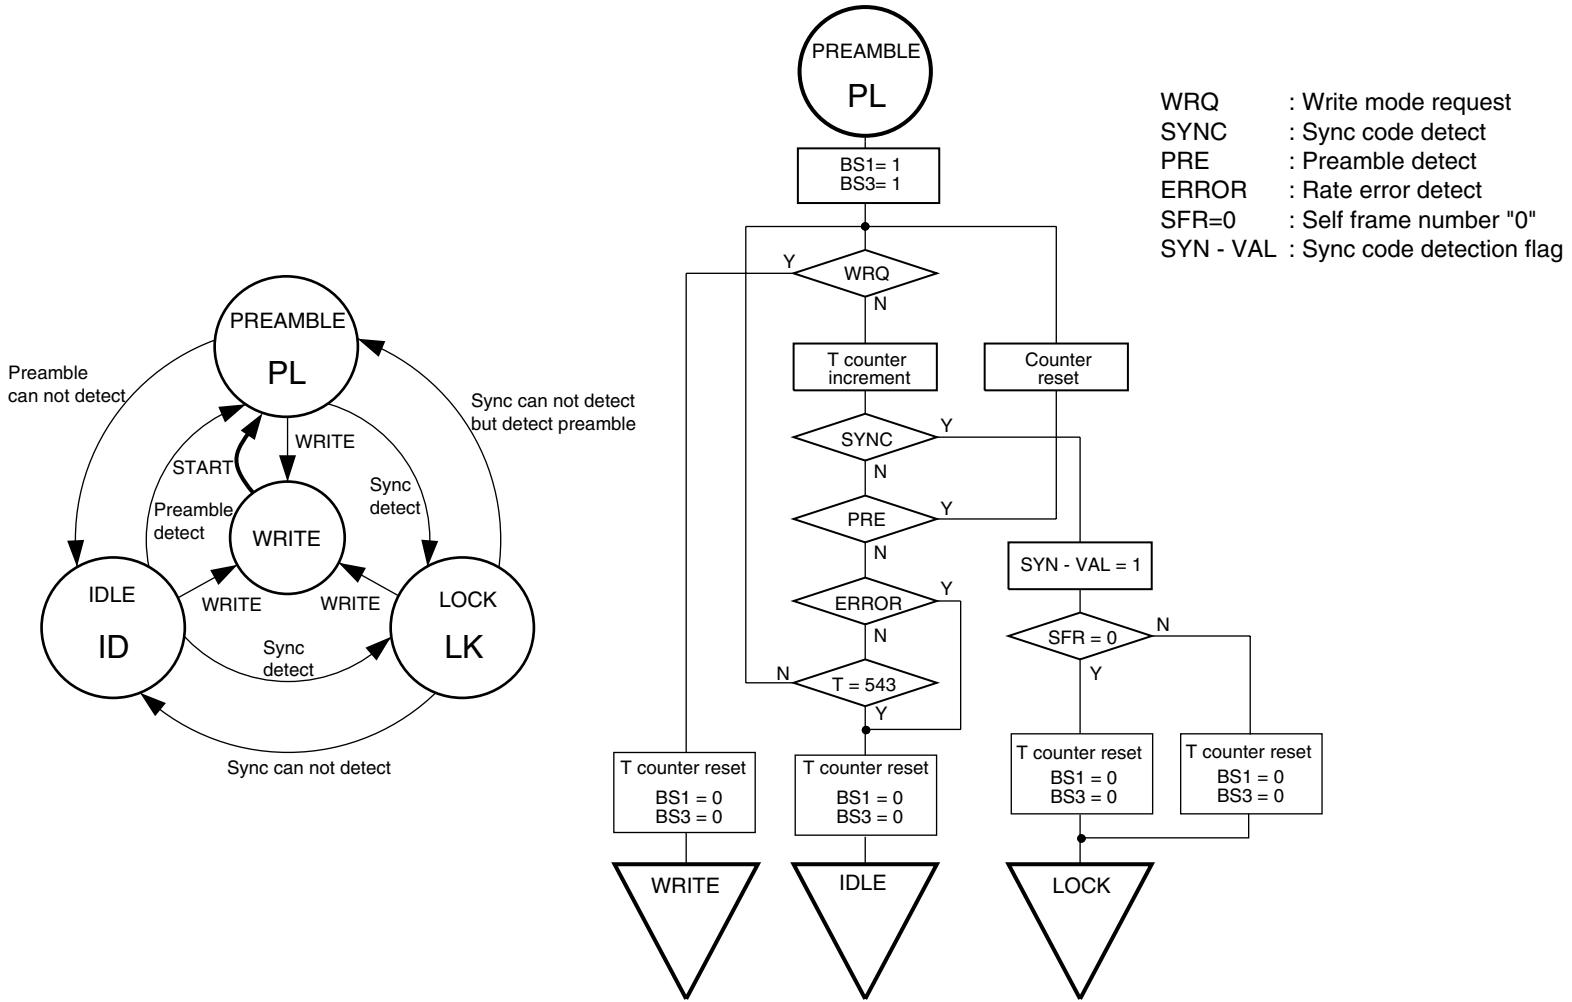 PREAMBLE
PL
WRQ : Write mode request
SYNC : Sync code detect
PRE : Preamble detect
ERROR : Rate error detect
SFR=0 : Self frame number "0"
SYN - VAL : Sync code detection flag
BS1= 1
BS3= 1
Y
WRQ
N
T counter
increment
Counter
reset
SYNC
Y
N
PRE
Y
N
ERROR
Y
N
N
T = 543
Y
SYN - VAL = 1
SFR = 0
N
Y
T counter reset
BS1 = 0
BS3 = 0
T counter reset
BS1 = 0
BS3 = 0
T counter reset
BS1 = 0
BS3 = 0
T counter reset
BS1 = 0
BS3 = 0
WRITE
IDLE
LOCK
PREAMBLE
PL
Preamble
can not detect
Sync can not detect
but detect preamble
WRITE
START
Sync
detect
Preamble
detect
WRITE
IDLE
ID
WRITE
WRITE
LOCK
LK
Sync
detect
Sync can not detect